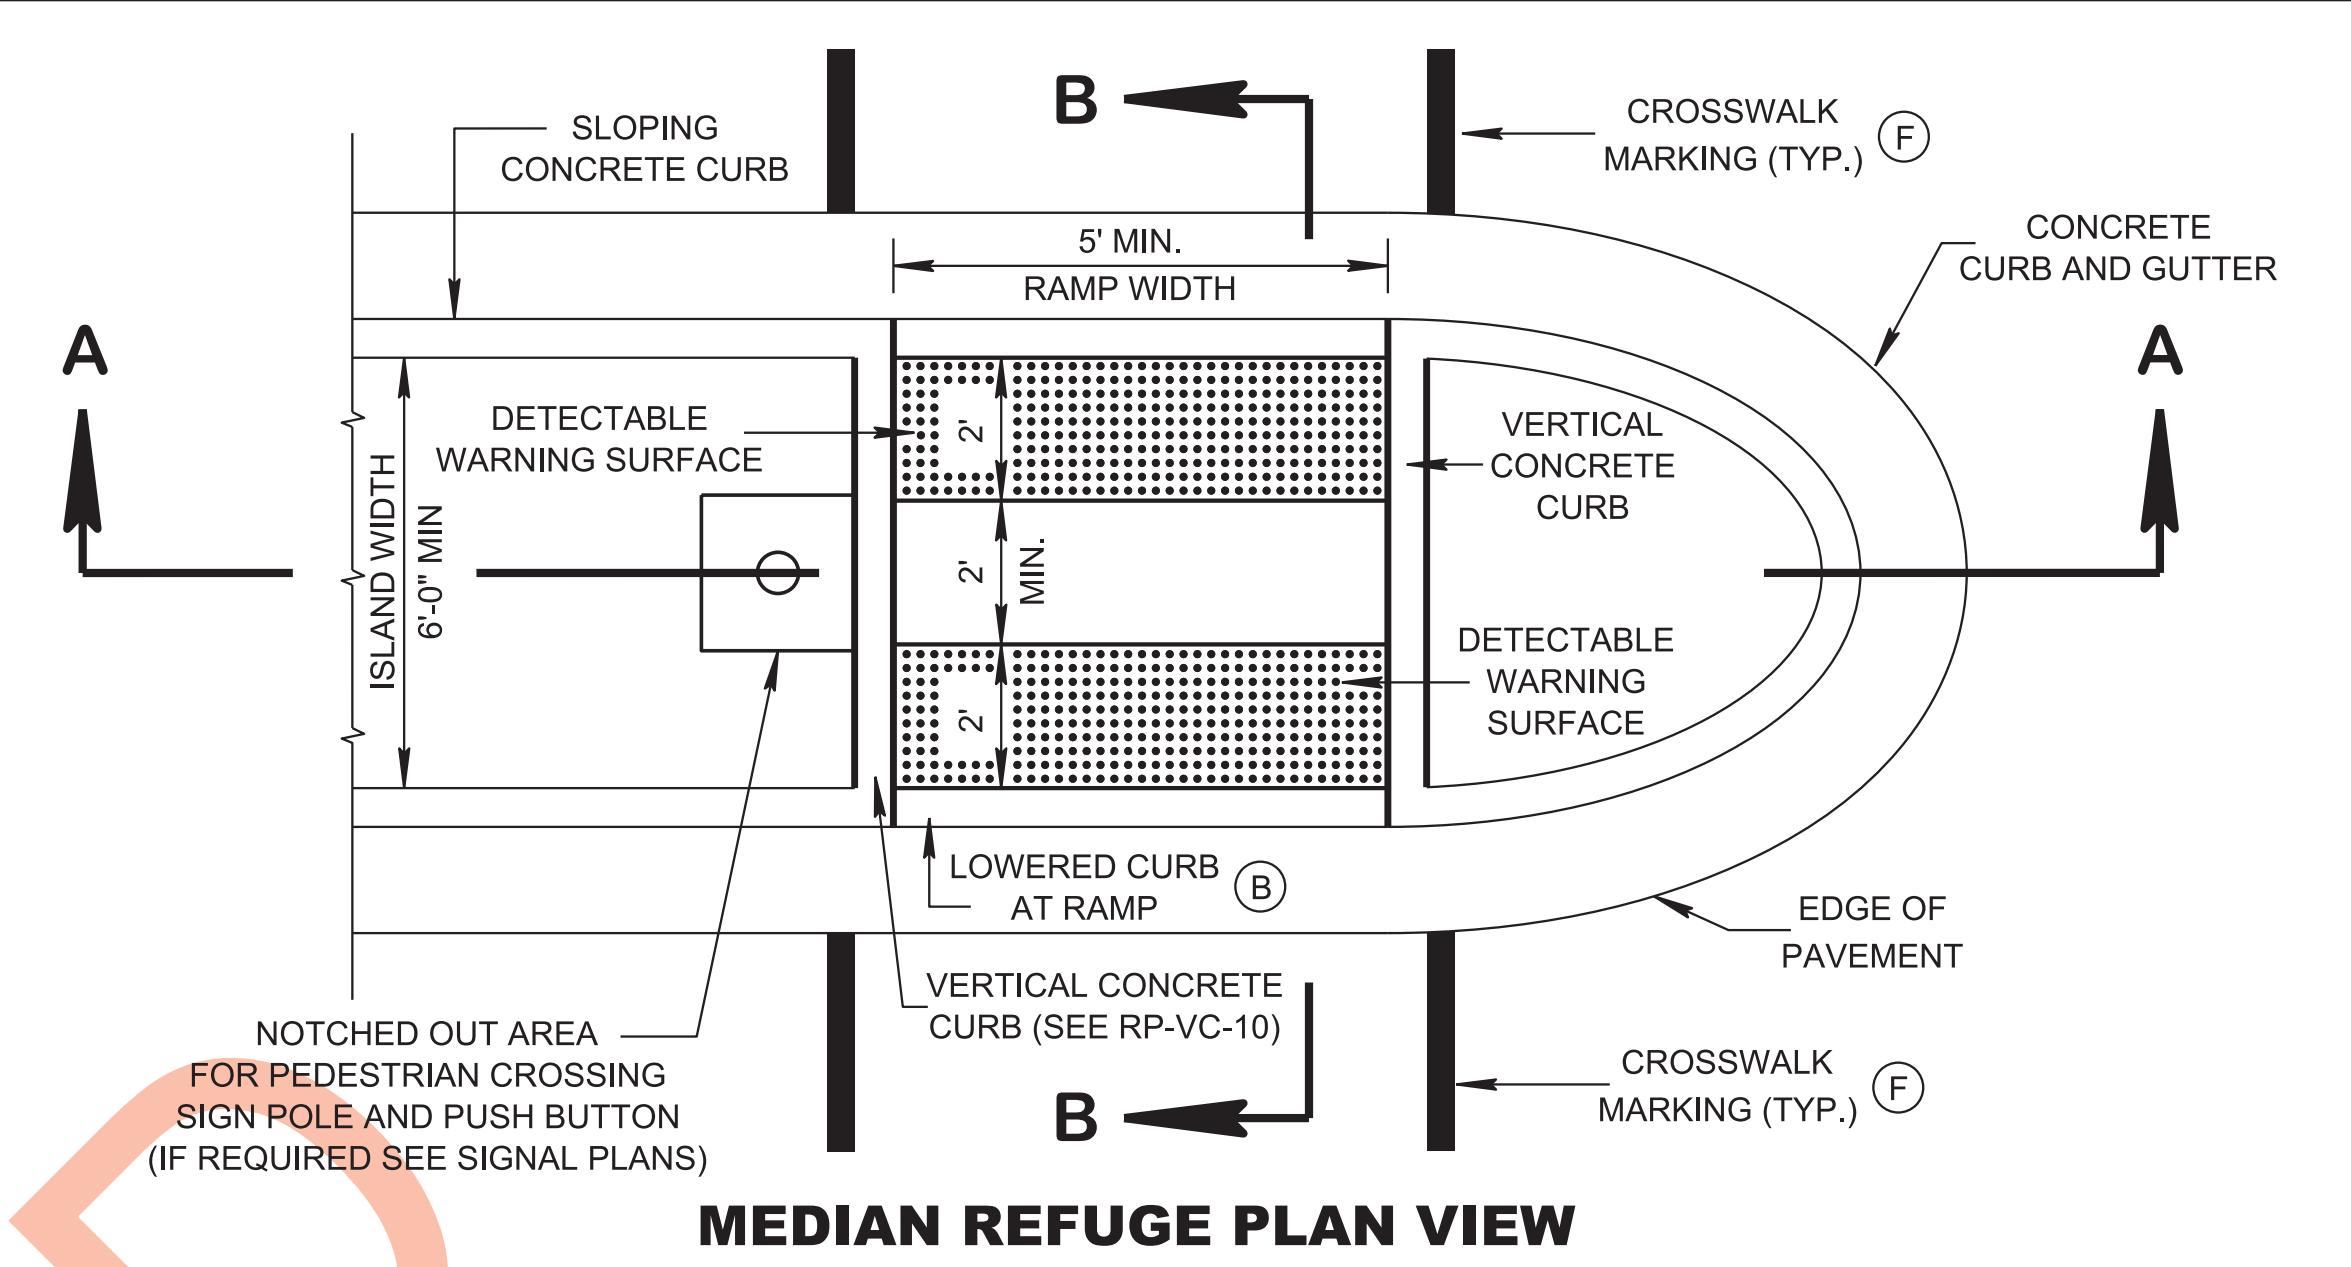 B
SLOPING
CONCRETE CURB
CROSSWALK
MARKING (TYP.) F
CONCRETE
CURB AND GUTTER
5' MIN.
RAMP WIDTH
A
A
DETECTABLE
WARNING SURFACE
2'
VERTICAL
CONCRETE
CURB
ISLAND WIDTH
6'-0" MIN
2'
MIN.
DETECTABLE
WARNING
SURFACE
2'
LOWERED CURB
AT RAMP B
EDGE OF
PAVEMENT
VERTICAL CONCRETE
CURB (SEE RP-VC-10)
NOTCHED OUT AREA
FOR PEDESTRIAN CROSSING
SIGN POLE AND PUSH BUTTON
(IF REQUIRED SEE SIGNAL PLANS)
B
CROSSWALK
MARKING (TYP.) F
MEDIAN REFUGE PLAN VIEW